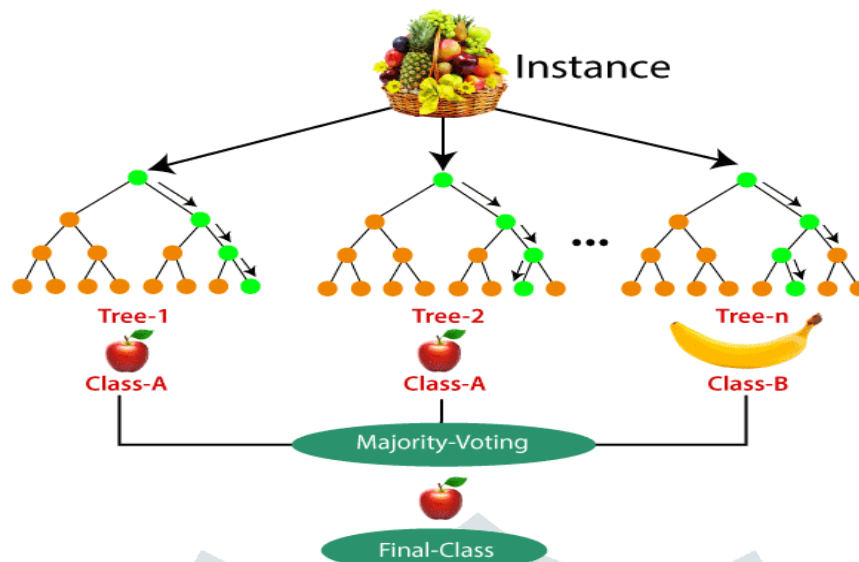 Instance
...
Tree-1
Tree-2
Tree-n
Class-A
Class-A
Class-B
Majority-Voting
Final-Class